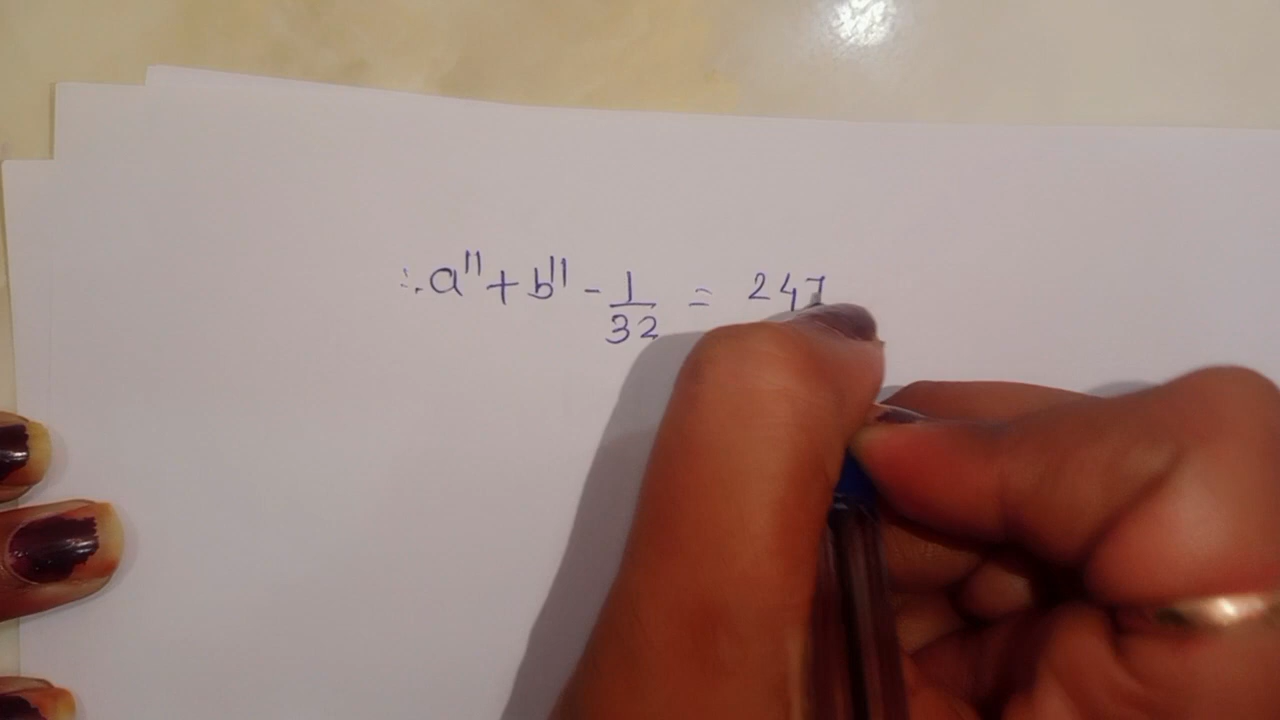 ∴ a¹¹ + b¹¹ - 1/32 = 247